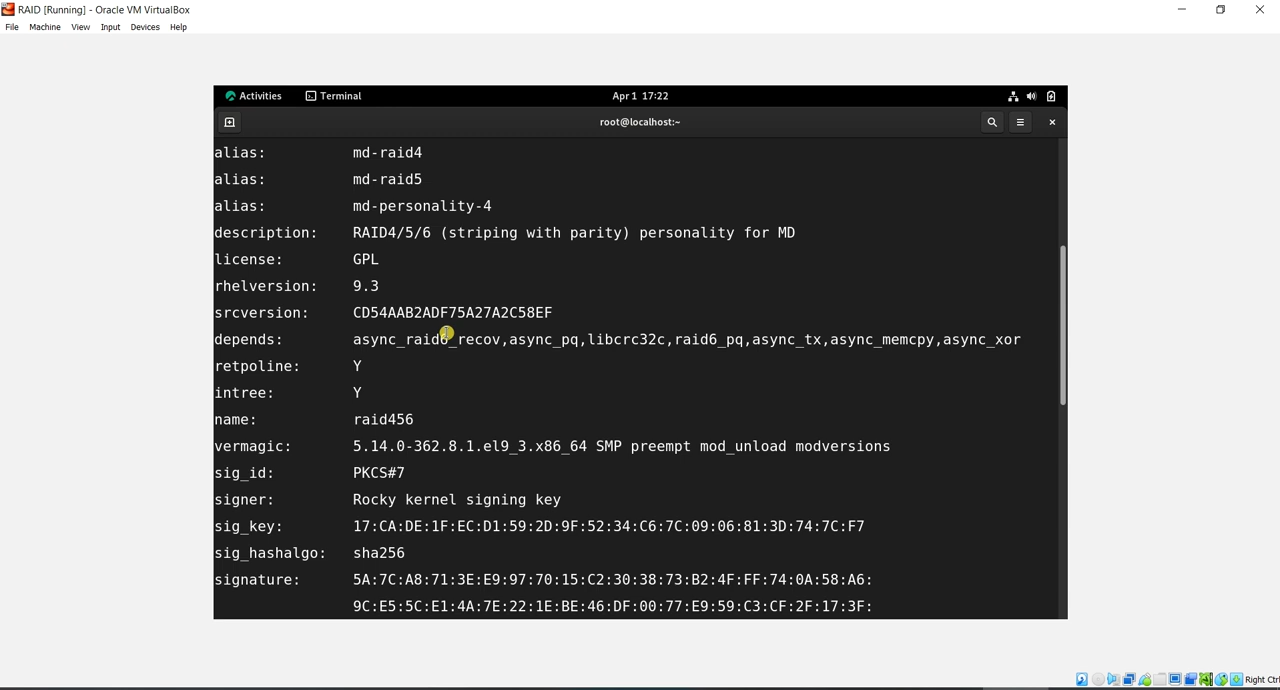 RAID [Running] - Oracle VM VirtualBox
File Machine View Input Devices Help
Activities Terminal Apr 1 17:22
root@localhost:~
alias: md-raid4
alias: md-raid5
alias: md-personality-4
description: RAID4/5/6 (striping with parity) personality for MD
license: GPL
rhelversion: 9.3
srcversion: CD54AAB2ADF75A27A2C58EF
depends: async_raid6_recov,async_pq,libcrc32c,raid6_pq,async_tx,async_memcpy,async_xor
retpoline: Y
intree: Y
name: raid456
vermagic: 5.14.0-362.8.1.el9_3.x86_64 SMP preempt mod_unload modversions
sig_id: PKCS#7
signer: Rocky kernel signing key
sig_key: 17:CA:DE:1F:EC:D1:59:2D:9F:52:34:C6:7C:09:06:81:3D:74:7C:F7
sig_hashalgo: sha256
signature: 5A:7C:A8:71:3E:E9:97:70:15:C2:30:38:73:B2:4F:FF:74:0A:58:A6:
9C:E5:5C:E1:4A:7E:22:1E:BE:46:DF:00:77:E9:59:C3:CF:2F:17:3F:
Right Ctrl